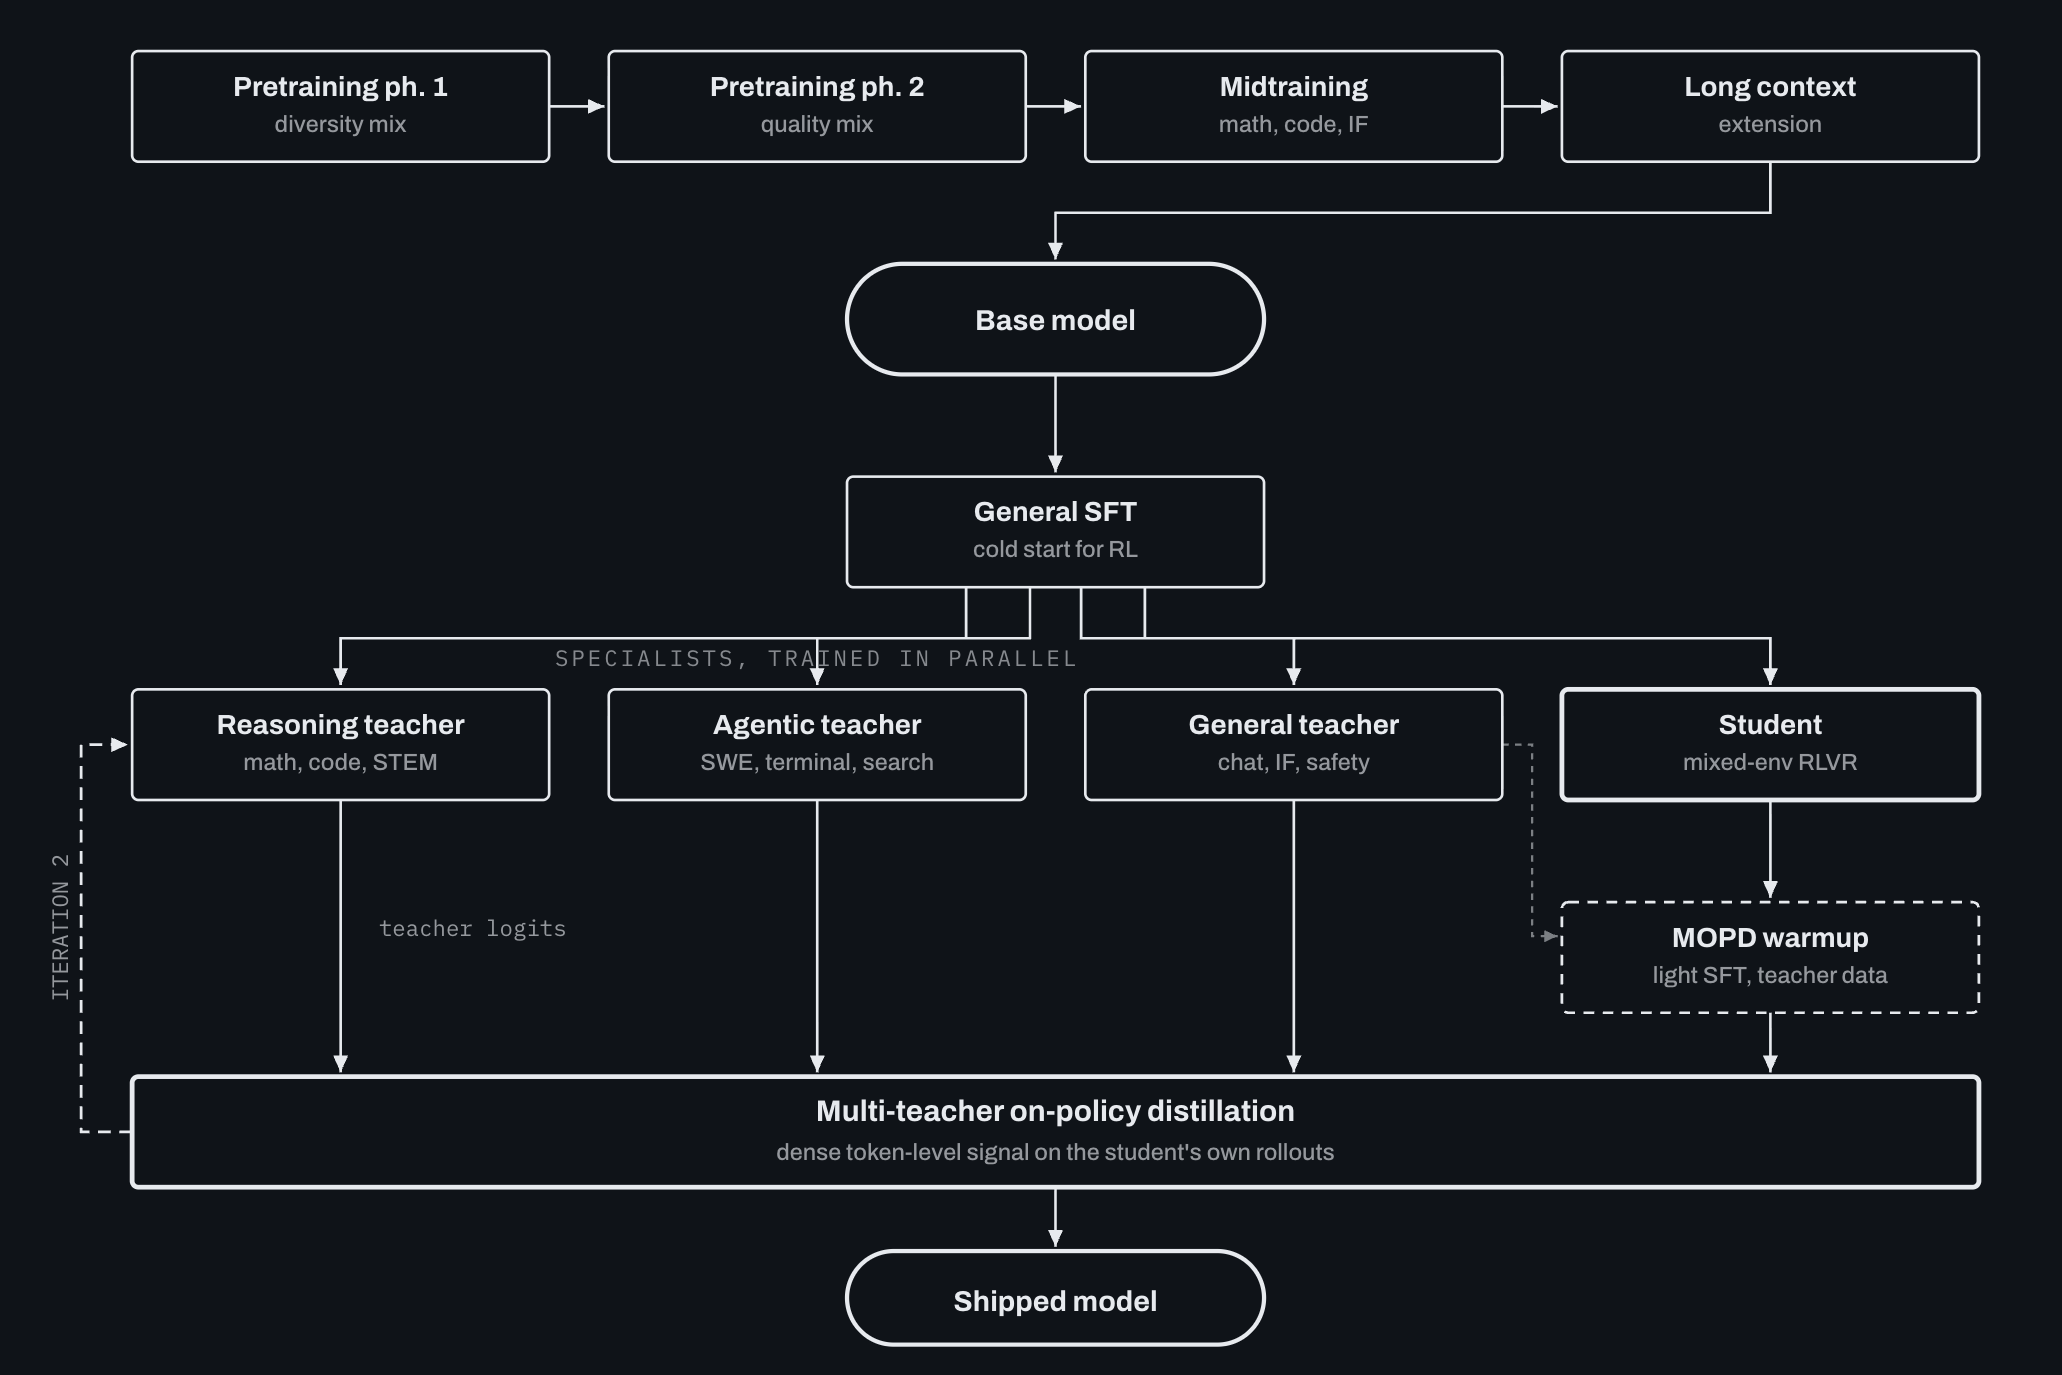 Pretraining ph. 1
diversity mix
Pretraining ph. 2
quality mix
Midtraining
math, code, IF
Long context
extension
Base model
General SFT
cold start for RL
SPECIALISTS, TRAINED IN PARALLEL
Reasoning teacher
math, code, STEM
Agentic teacher
SWE, terminal, search
General teacher
chat, IF, safety
Student
mixed-env RLVR
ITERATION 2
teacher logits
MOPD warmup
light SFT, teacher data
Multi-teacher on-policy distillation
dense token-level signal on the student's own rollouts
Shipped model